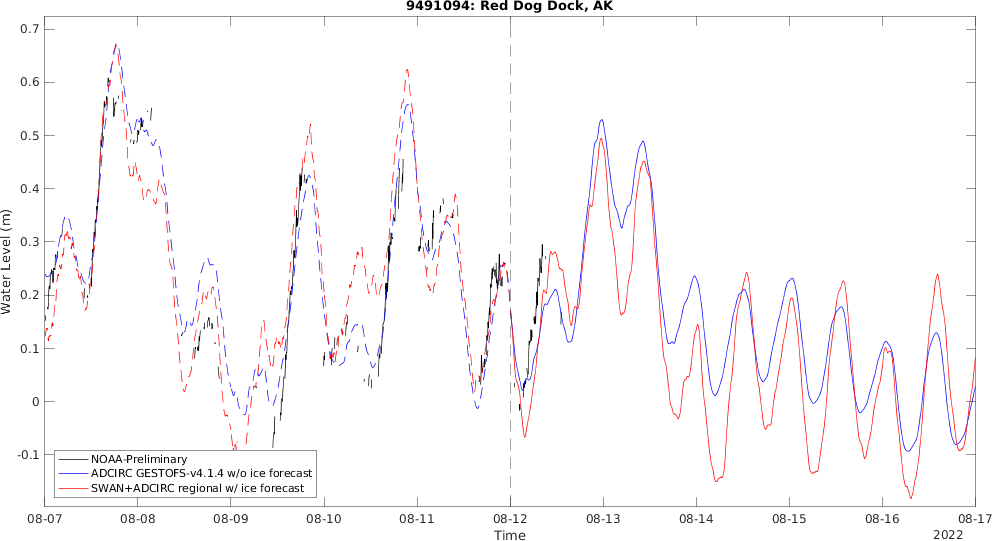 9491094: Red Dog Dock, AK
0.7
0.6
0.5
0.4
0.3
0.2
0.1
0
-0.1
Water Level (m)
NOAA-Preliminary
ADCIRC GESTOFS-v4.1.4 w/o ice forecast
SWAN+ADCIRC regional w/ ice forecast
08-07 08-08 08-09 08-10 08-11 08-12 08-13 08-14 08-15 08-16 08-17
Time
2022